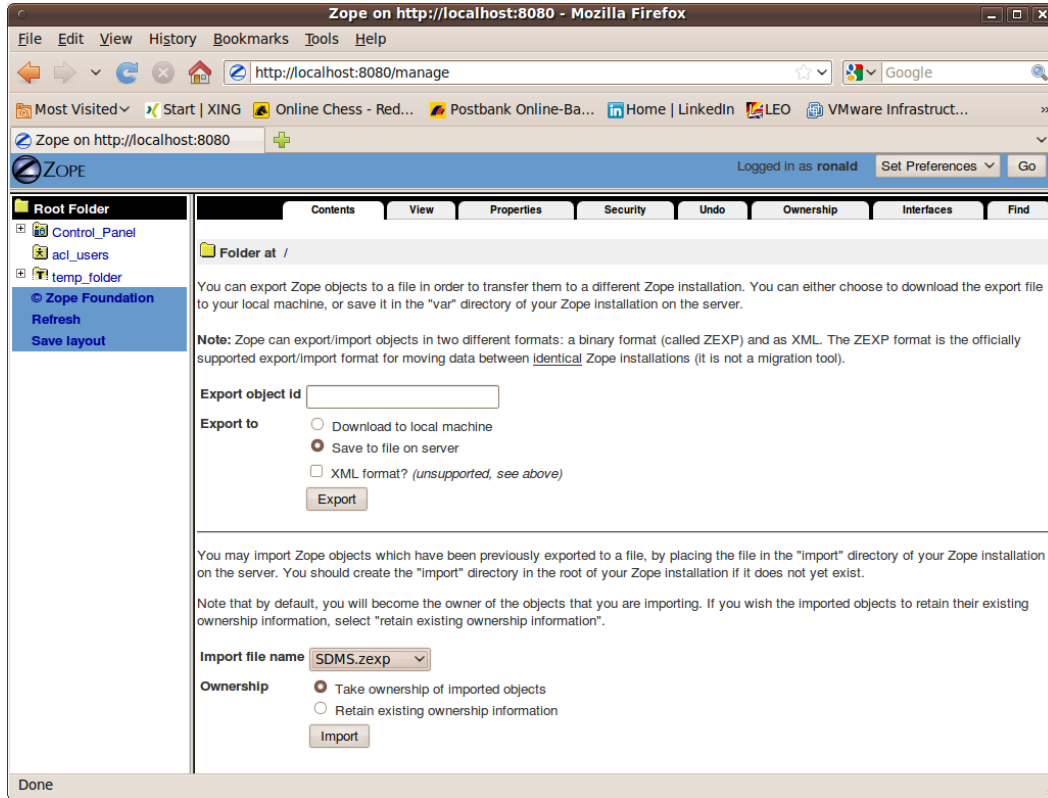 Zope on http://localhost:8080 - Mozilla Firefox
File Edit View History Bookmarks Tools Help
http://localhost:8080/manage
Google
Most Visited
Start | XING
Online Chess - Red...
Postbank Online-Ba...
Home | LinkedIn
LEO
VMware Infrastruct...
Zope on http://localhost:8080
ZOPE
Logged in as ronald
Set Preferences
Go
Root Folder
Control_Panel
acl_users
temp_folder
© Zope Foundation
Refresh
Save layout
Contents View Properties Security Undo Ownership Interfaces Find
Folder at /
You can export Zope objects to a file in order to transfer them to a different Zope installation. You can either choose to download the export file
to your local machine, or save it in the "var" directory of your Zope installation on the server.
Note: Zope can export/import objects in two different formats: a binary format (called ZEXP) and as XML. The ZEXP format is the officially
supported export/import format for moving data between identical Zope installations (it is not a migration tool).
Export object id
Export to
Download to local machine
Save to file on server
XML format? (unsupported, see above)
Export
You may import Zope objects which have been previously exported to a file, by placing the file in the "import" directory of your Zope installation
on the server. You should create the "import" directory in the root of your Zope installation if it does not yet exist.
Note that by default, you will become the owner of the objects that you are importing. If you wish the imported objects to retain their existing
ownership information, select "retain existing ownership information".
Import file name
SDMS.zexp
Ownership
Take ownership of imported objects
Retain existing ownership information
Import
Done